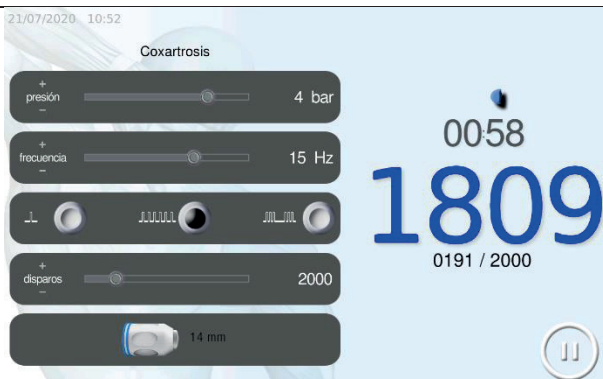 21/07/2020 10:52
Coxartrosis
+
presión
−
4 bar
+
frecuencia
−
15 Hz
+
disparos
−
2000
14 mm
00:58
1809
0191 / 2000